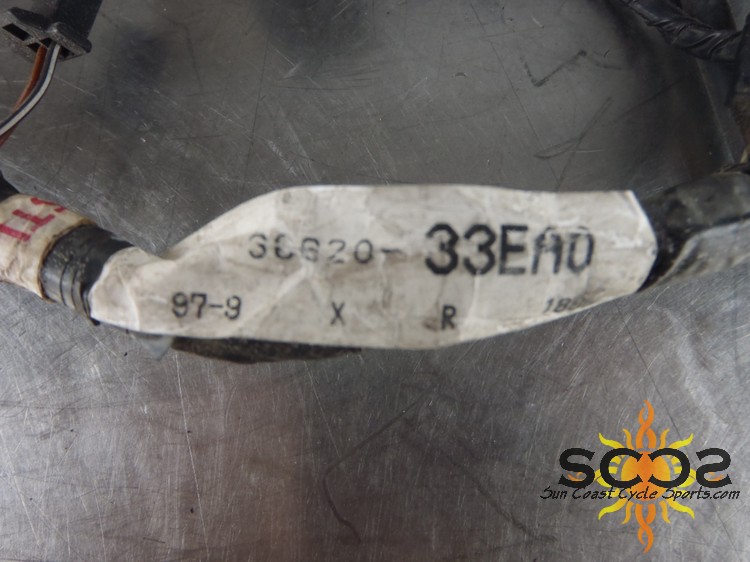 36620-33EA0
97-9 X R
SCCS
Sun Coast Cycle Sports.com